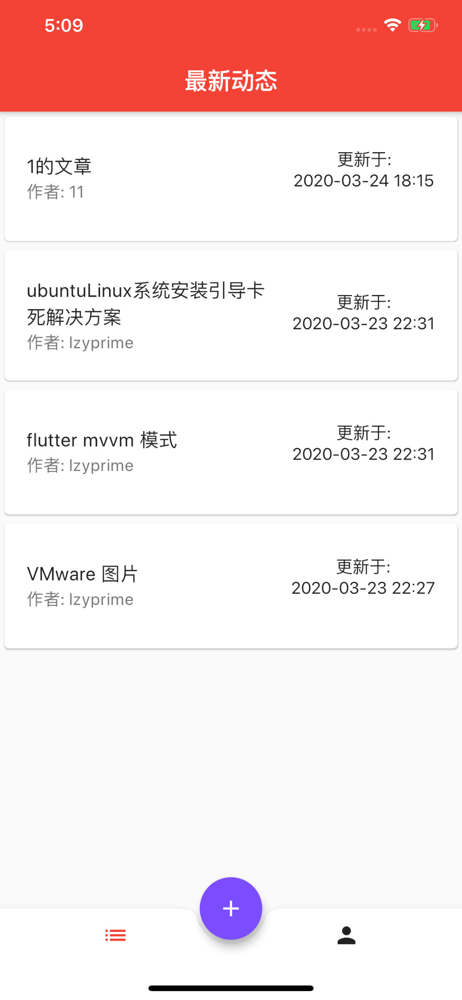 5:09
最新动态
1的文章
作者: 11
更新于:
2020-03-24 18:15
ubuntuLinux系统安装引导卡
死解决方案
作者: lzyprime
更新于:
2020-03-23 22:31
flutter mvvm 模式
作者: lzyprime
更新于:
2020-03-23 22:31
VMware 图片
作者: lzyprime
更新于:
2020-03-23 22:27